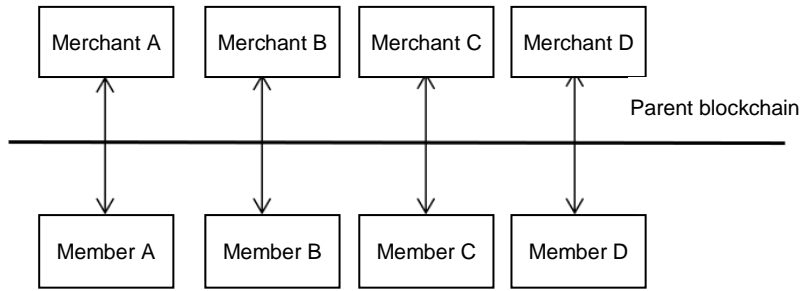 Merchant A
Merchant B
Merchant C
Merchant D
Parent blockchain
Member A
Member B
Member C
Member D